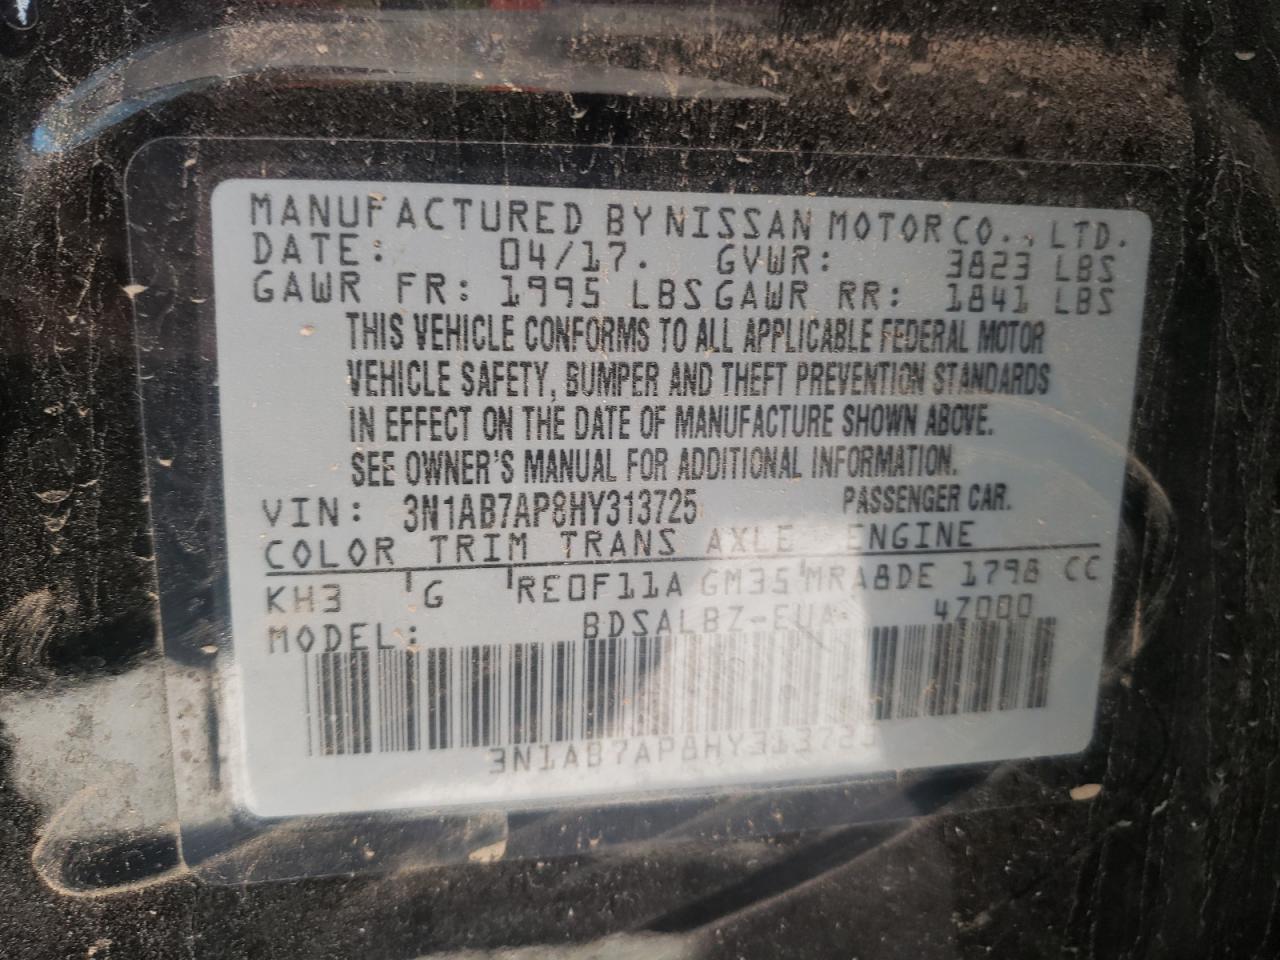 MANUFACTURED BY NISSAN MOTOR CO., LTD.
DATE: 04/17. GVWR: 3823 LBS
GAWR FR: 1995 LBS GAWR RR: 1841 LBS
THIS VEHICLE CONFORMS TO ALL APPLICABLE FEDERAL MOTOR
VEHICLE SAFETY, BUMPER AND THEFT PREVENTION STANDARDS
IN EFFECT ON THE DATE OF MANUFACTURE SHOWN ABOVE.
SEE OWNER'S MANUAL FOR ADDITIONAL INFORMATION.
VIN: 3N1AB7AP8HY313725 PASSENGER CAR.
COLOR TRIM TRANS AXLE ENGINE
KH3 G RE0F11A GM35 MRA8DE 1798 CC
MODEL: BDSALBZ-EUA- 4Z000
3N1AB7AP8HY313725